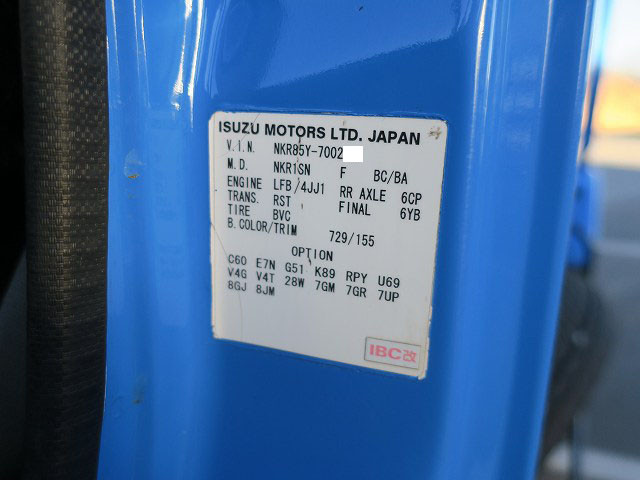 ISUZU MOTORS LTD. JAPAN
V.I.N. NKR85Y-7002
M.D. NKR1SN F BC/BA
ENGINE LFB/4JJ1 RR AXLE 6CP
TRANS. RST FINAL 6YB
TIRE BVC
B.COLOR/TRIM 729/155
OPTION
C60 E7N G51 K89 RPY U69
V4G V4T 28W 7GM 7GR 7UP
8GJ 8JM
IBC改